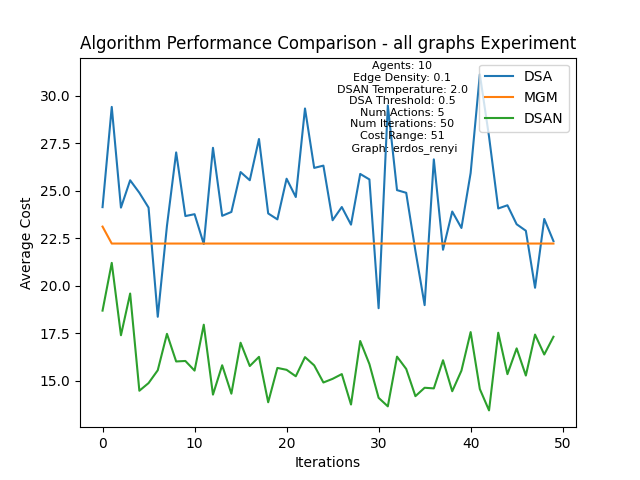 Algorithm Performance Comparison - all graphs Experiment
Agents: 10
Edge Density: 0.1
DSAN Temperature: 2.0
DSA Threshold: 0.5
Num Actions: 5
Num Iterations: 50
Cost Range: 51
Graph: erdos_renyi
DSA
MGM
DSAN
Average Cost
30.0
27.5
25.0
22.5
20.0
17.5
15.0
0 10 20 30 40 50
Iterations